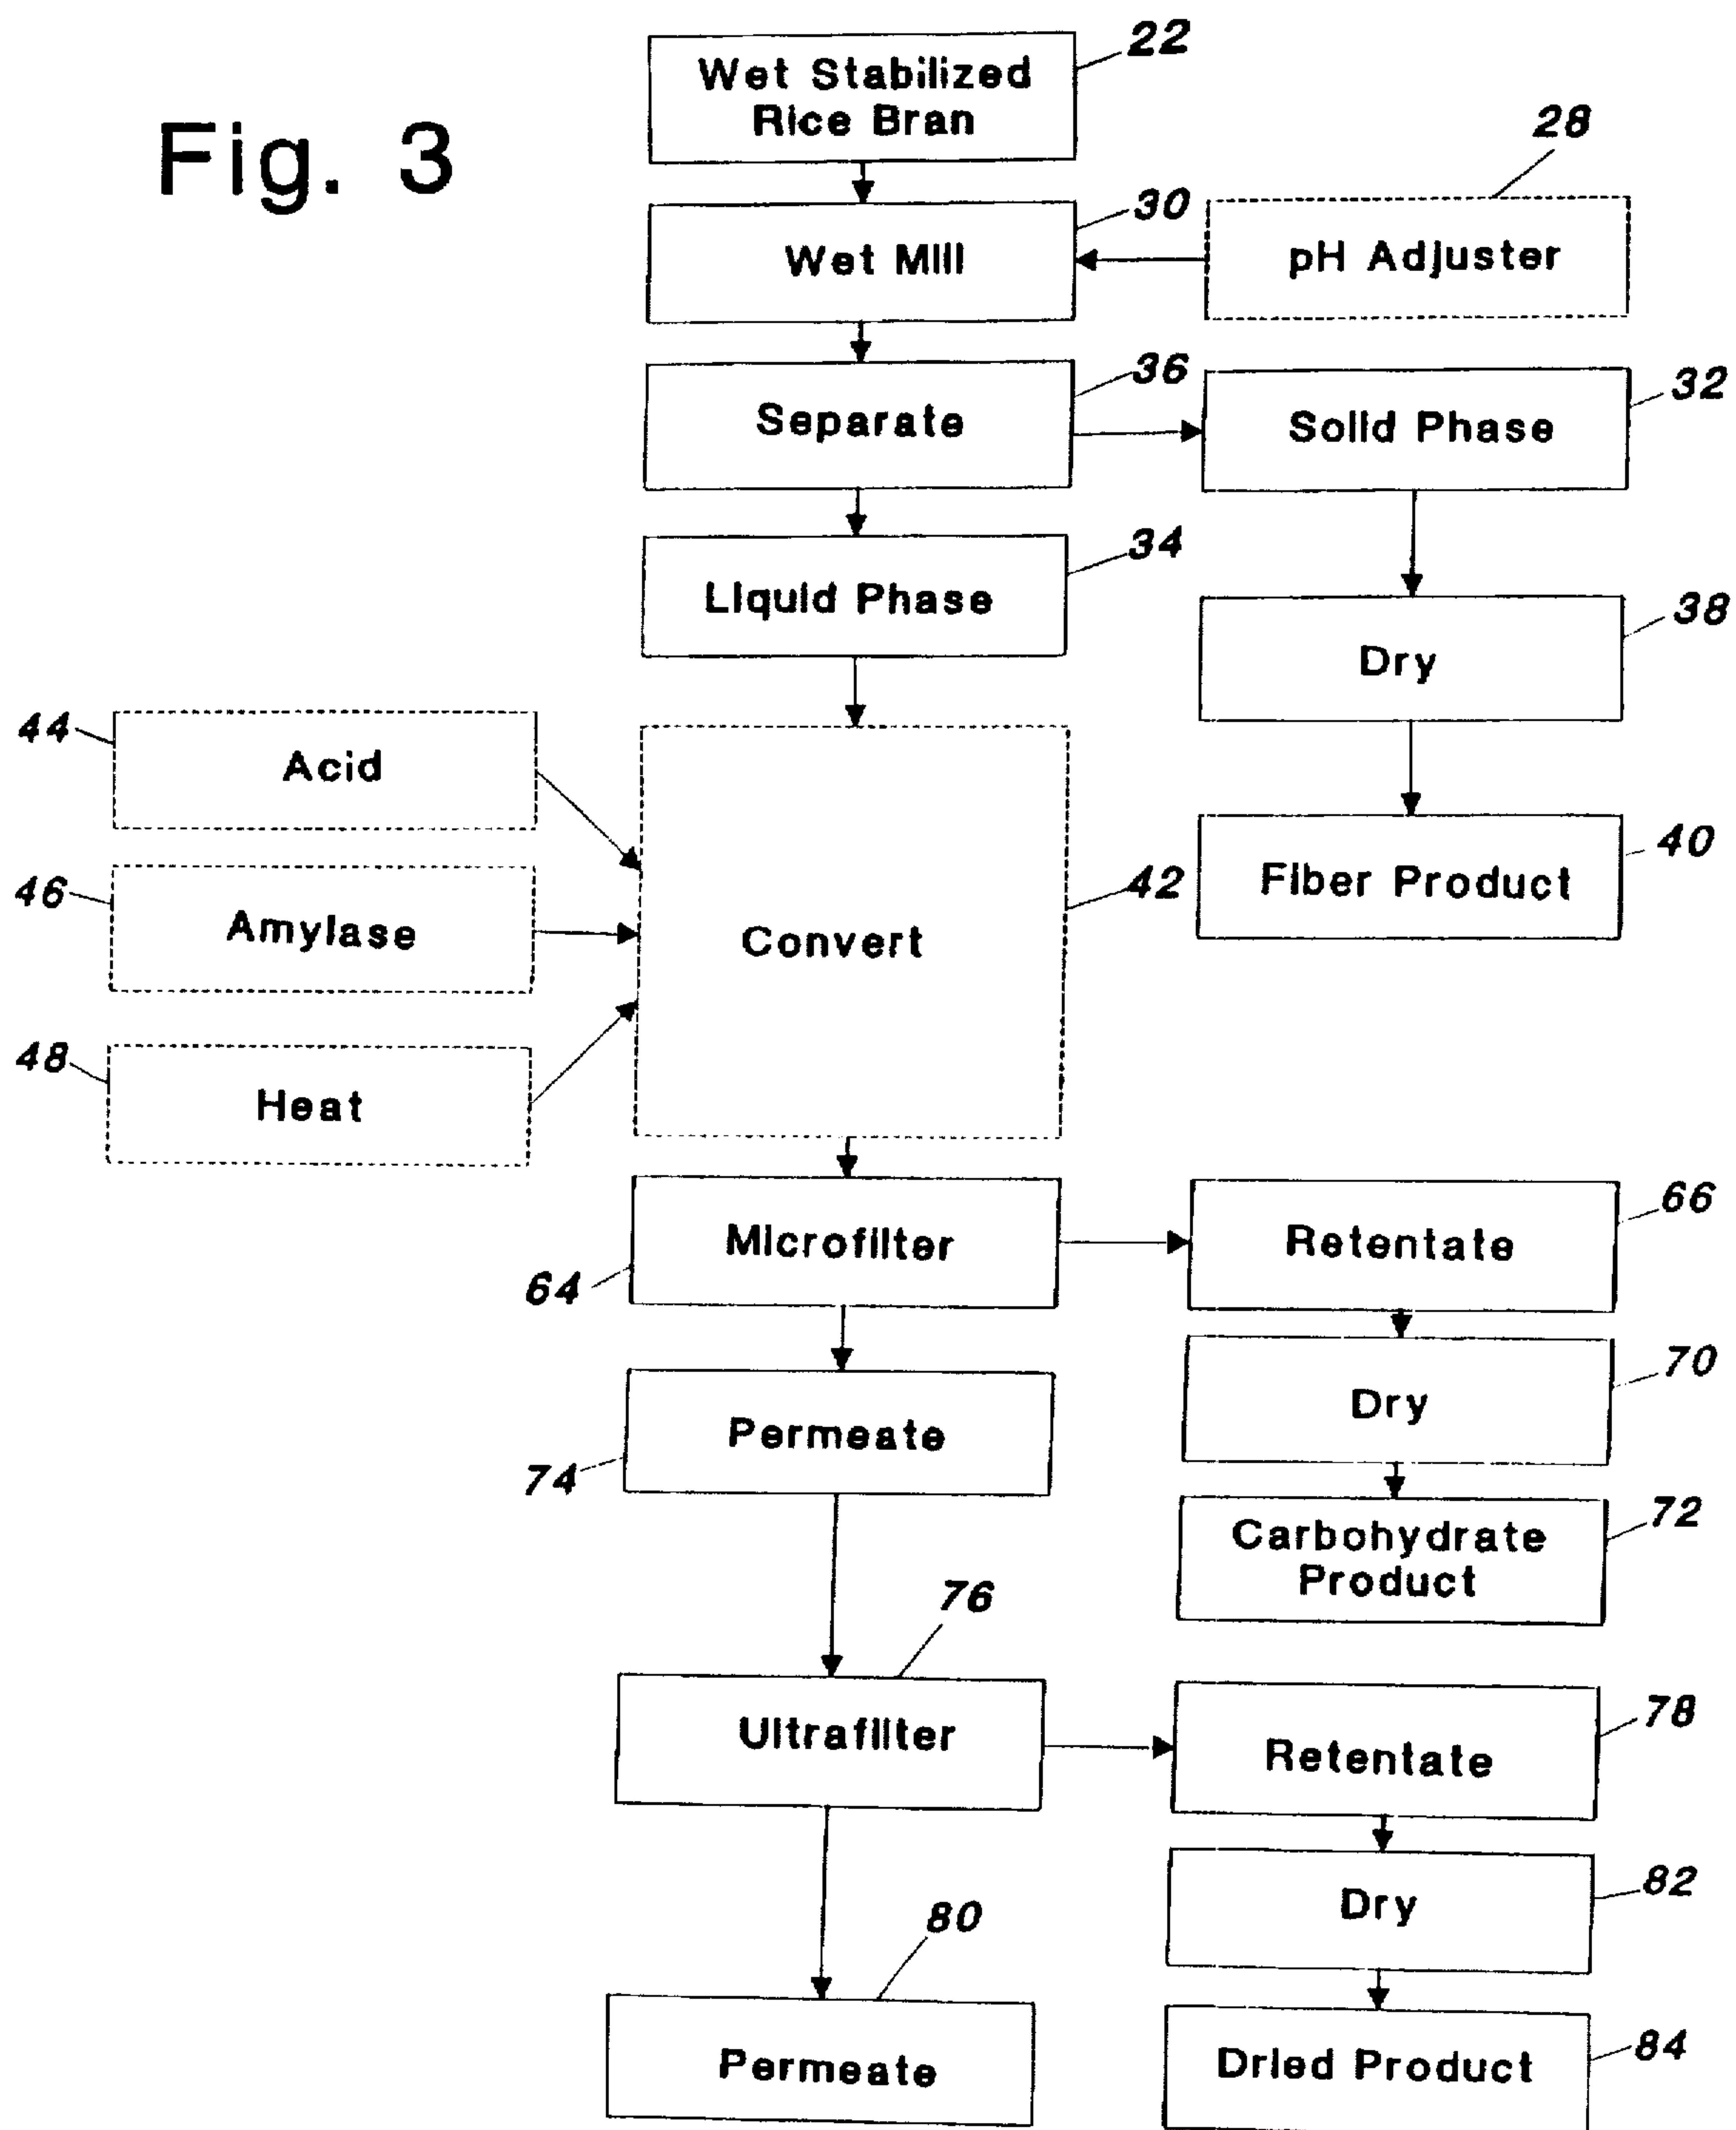 Fig. 3
22
Wet Stabilized
Rice Bran
28
30
Wet Mill
pH Adjuster
36
Separate
32
Solid Phase
34
Liquid Phase
38
Dry
44
Acid
40
Fiber Product
46
Amylase
42
Convert
48
Heat
64
Microfilter
66
Retentate
70
Dry
74
Permeate
72
Carbohydrate
Product
76
Ultrafilter
78
Retentate
82
Dry
80
Permeate
84
Dried Product